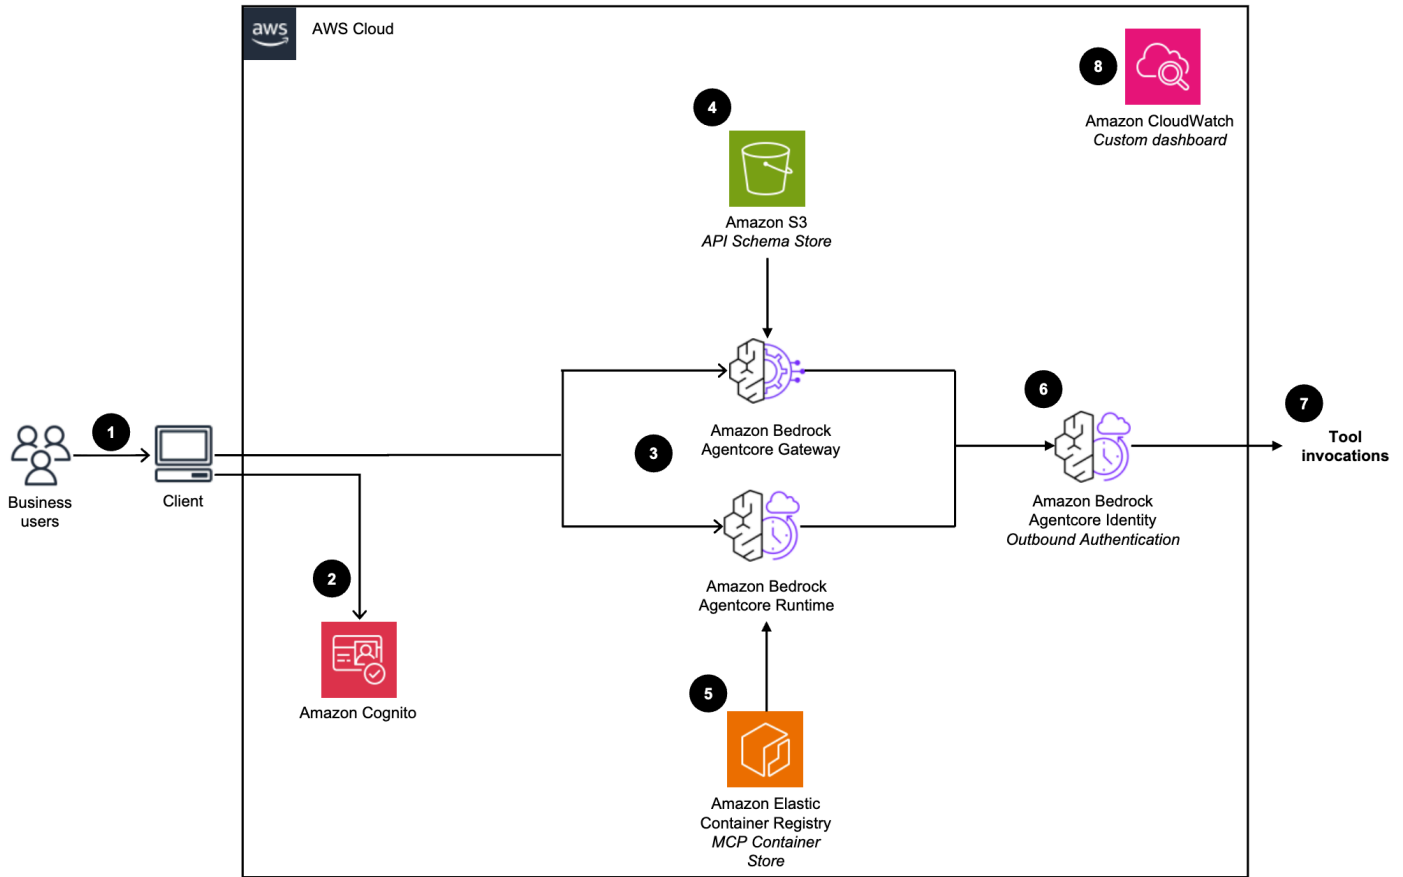 aws
AWS Cloud
8
Amazon CloudWatch
Custom dashboard
4
Amazon S3
API Schema Store
1
Business
users
Client
2
Amazon Cognito
3
Amazon Bedrock
Agentcore Gateway
Amazon Bedrock
Agentcore Runtime
5
Amazon Elastic
Container Registry
MCP Container
Store
6
Amazon Bedrock
Agentcore Identity
Outbound Authentication
7
Tool
invocations